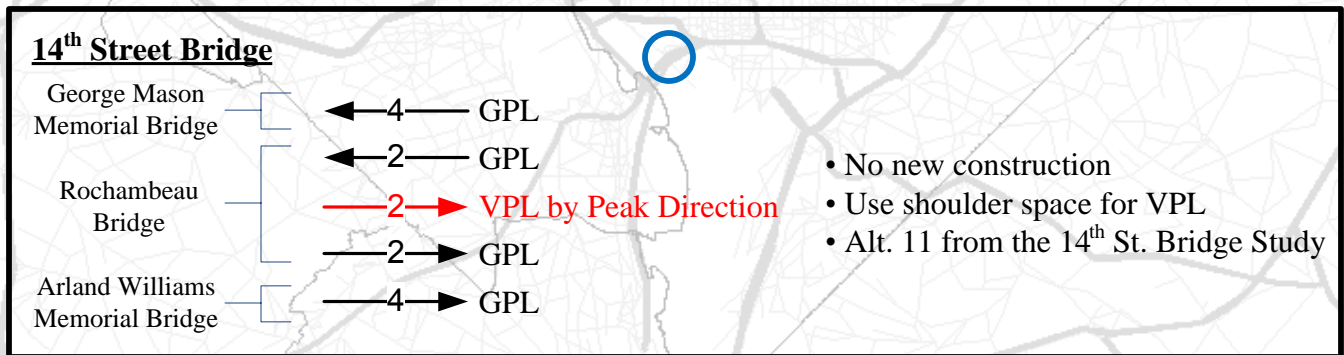 14th Street Bridge
George Mason
Memorial Bridge
4 GPL
2 GPL
Rochambeau
Bridge
2 VPL by Peak Direction
2 GPL
Arland Williams
Memorial Bridge
4 GPL
• No new construction
• Use shoulder space for VPL
• Alt. 11 from the 14th St. Bridge Study